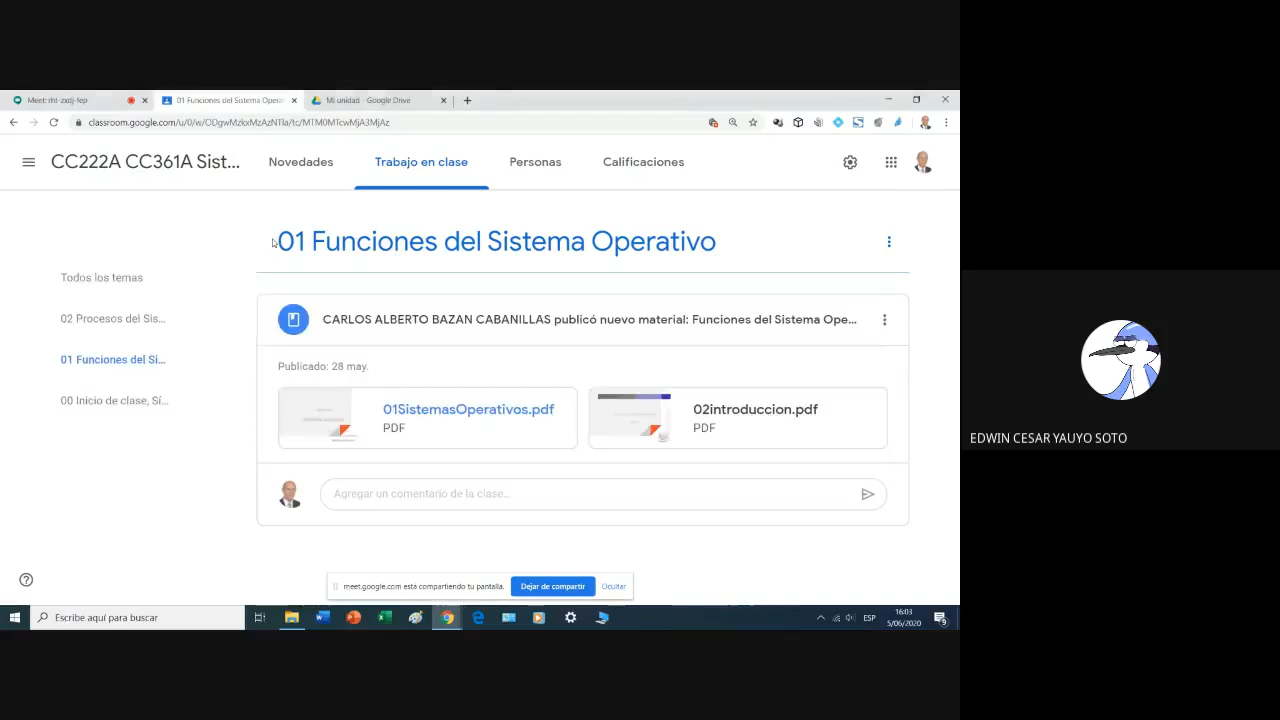 Meet: rht-zxdj-fep
01 Funciones del Sistema Opera
Mi unidad - Google Drive
classroom.google.com/u/0/w/ODgwMzkxMzAzNTla/tc/MTM0MTcwMjA3MjAz
CC222A CC361A Sist...
Novedades
Trabajo en clase
Personas
Calificaciones
01 Funciones del Sistema Operativo
Todos los temas
02 Procesos del Sis...
01 Funciones del Si...
00 Inicio de clase, Sí...
CARLOS ALBERTO BAZAN CABANILLAS publicó nuevo material: Funciones del Sistema Ope...
Publicado: 28 may.
01SistemasOperativos.pdf
PDF
02introduccion.pdf
PDF
Agregar un comentario de la clase...
meet.google.com está compartiendo tu pantalla.
Dejar de compartir
Ocultar
Escribe aquí para buscar
ESP
16:03
5/06/2020
EDWIN CESAR YAUYO SOTO